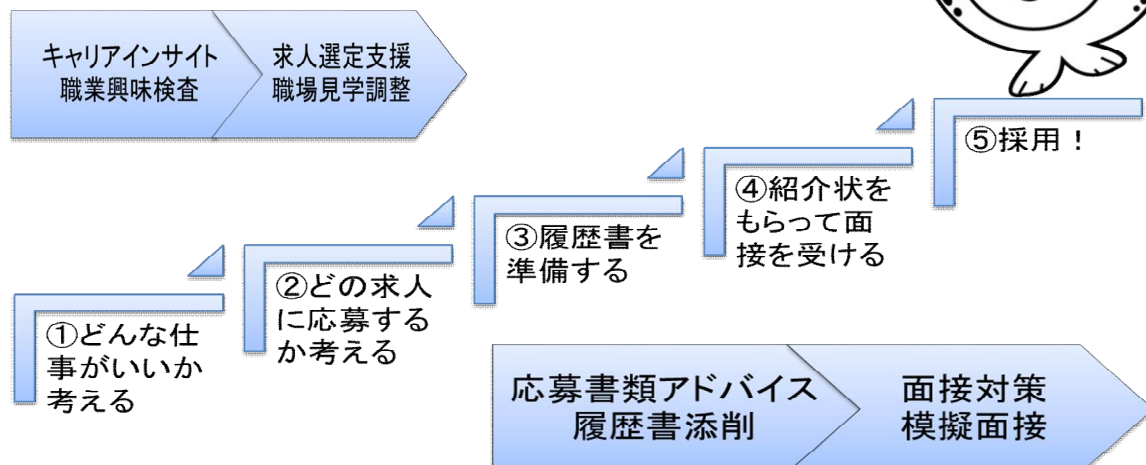 キャリアインサイト
職業興味検査
求人選定支援
職場見学調整
①どんな仕
事がいいか
考える
②どの求人
に応募する
か考える
③履歴書を
準備する
④紹介状を
もらって面
接を受ける
⑤採用！
応募書類アドバイス
履歴書添削
面接対策
模擬面接